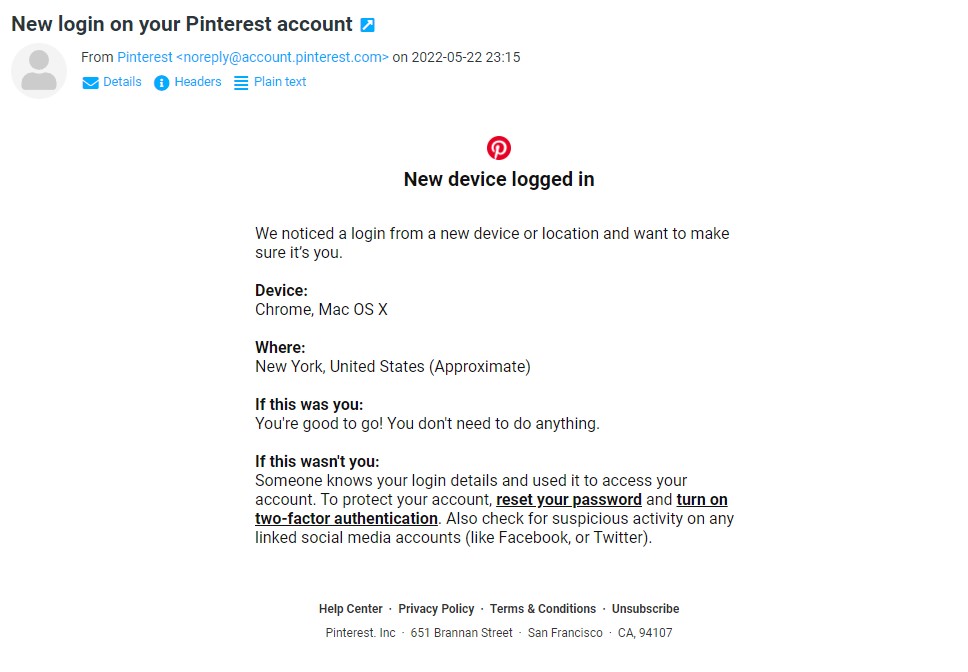 New login on your Pinterest account
From Pinterest <noreply@account.pinterest.com> on 2022-05-22 23:15
Details Headers Plain text
New device logged in
We noticed a login from a new device or location and want to make
sure it’s you.
Device:
Chrome, Mac OS X
Where:
New York, United States (Approximate)
If this was you:
You're good to go! You don't need to do anything.
If this wasn't you:
Someone knows your login details and used it to access your
account. To protect your account, reset your password and turn on
two-factor authentication. Also check for suspicious activity on any
linked social media accounts (like Facebook, or Twitter).
Help Center · Privacy Policy · Terms & Conditions · Unsubscribe
Pinterest. Inc · 651 Brannan Street · San Francisco · CA, 94107